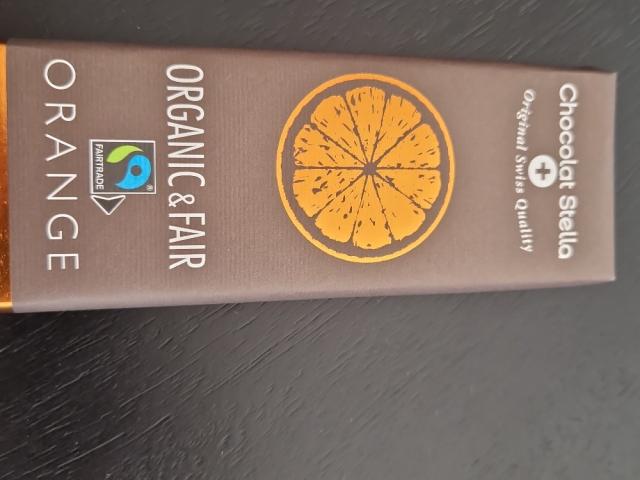 Chocolat Stella
Original Swiss Quality
ORGANIC & FAIR
FAIRTRADE
®
ORANGE